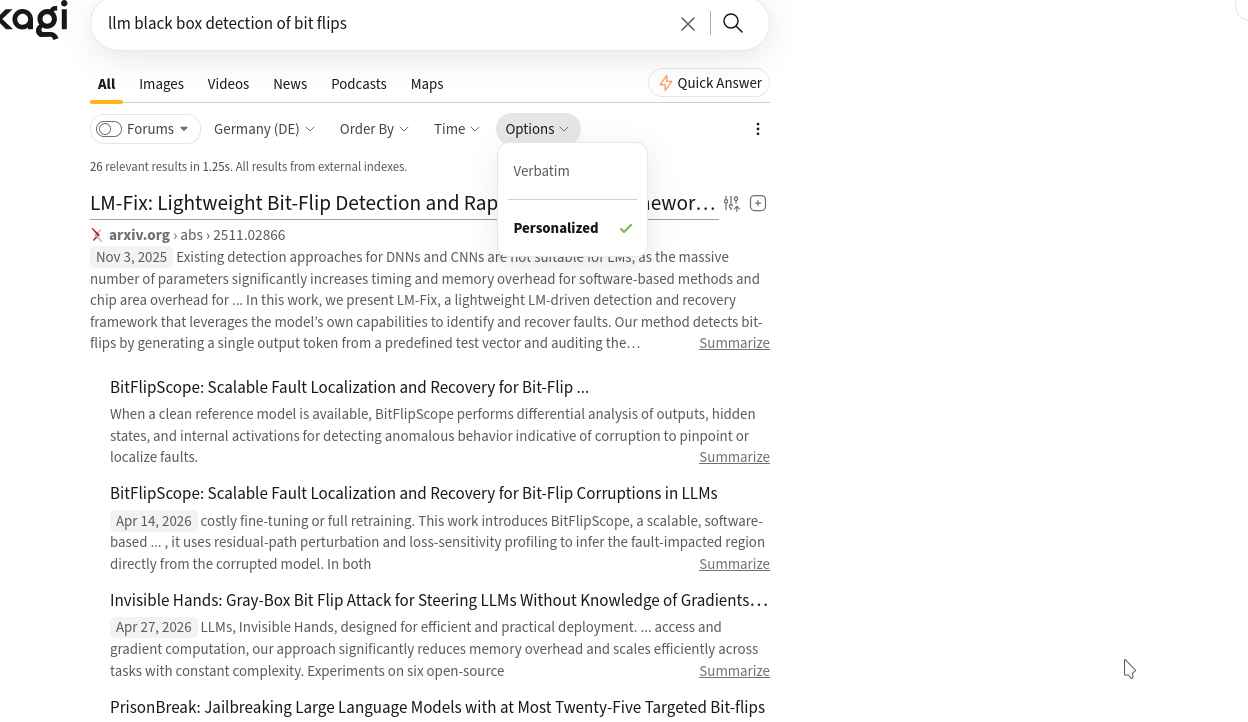 kagi
llm black box detection of bit flips
All Images Videos News Podcasts Maps Quick Answer
Forums Germany (DE) Order By Time Options
Verbatim
Personalized
26 relevant results in 1.25s. All results from external indexes.
LM-Fix: Lightweight Bit-Flip Detection and Rap
arxiv.org › abs › 2511.02866
Nov 3, 2025 Existing detection approaches for DNNs and CNNs are not suitable for LMs, as the massive
number of parameters significantly increases timing and memory overhead for software-based methods and
chip area overhead for ... In this work, we present LM-Fix, a lightweight LM-driven detection and recovery
framework that leverages the model's own capabilities to identify and recover faults. Our method detects bit-
flips by generating a single output token from a predefined test vector and auditing the… Summarize
BitFlipScope: Scalable Fault Localization and Recovery for Bit-Flip ...
When a clean reference model is available, BitFlipScope performs differential analysis of outputs, hidden
states, and internal activations for detecting anomalous behavior indicative of corruption to pinpoint or
localize faults. Summarize
BitFlipScope: Scalable Fault Localization and Recovery for Bit-Flip Corruptions in LLMs
Apr 14, 2026 costly fine-tuning or full retraining. This work introduces BitFlipScope, a scalable, software-
based ... , it uses residual-path perturbation and loss-sensitivity profiling to infer the fault-impacted region
directly from the corrupted model. In both Summarize
Invisible Hands: Gray-Box Bit Flip Attack for Steering LLMs Without Knowledge of Gradients…
Apr 27, 2026 LLMs, Invisible Hands, designed for efficient and practical deployment. ... access and
gradient computation, our approach significantly reduces memory overhead and scales efficiently across
tasks with constant complexity. Experiments on six open-source Summarize
PrisonBreak: Jailbreaking Large Language Models with at Most Twenty-Five Targeted Bit-flips